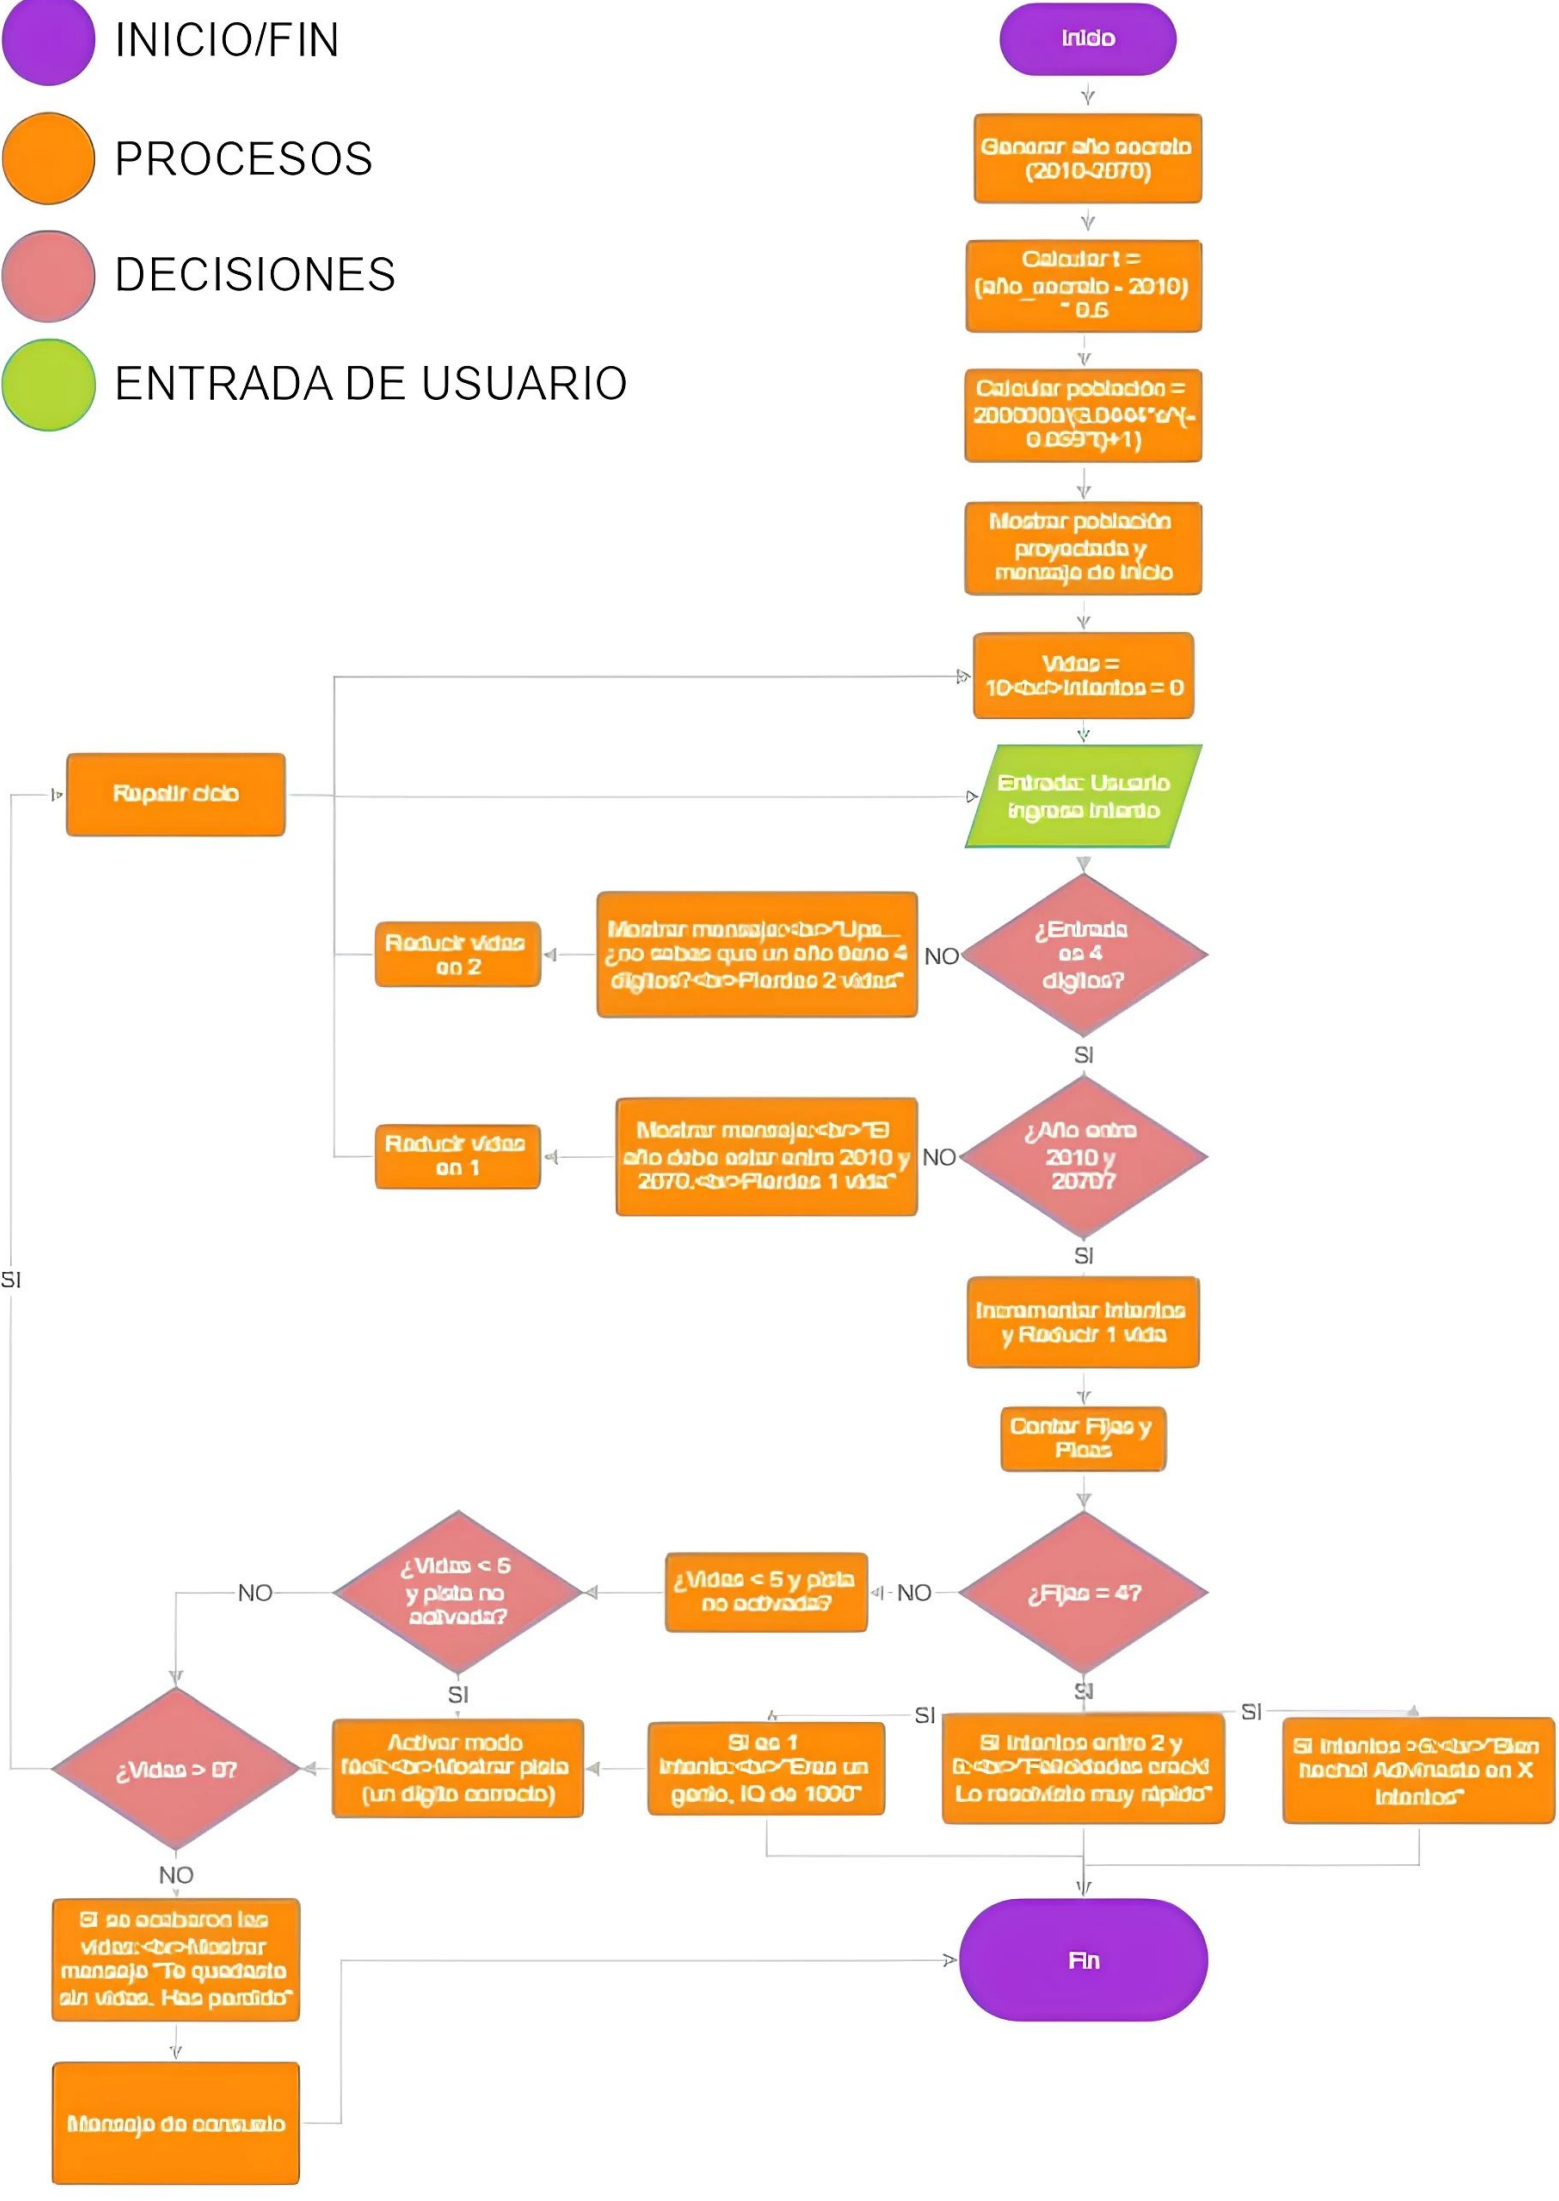 INICIO/FIN
PROCESOS
DECISIONES
ENTRADA DE USUARIO
Inicio
Generar año secreto
(2010-2070)
Calcular t =
(año_secreto - 2010)
Calcular población =
Mostrar población
proyectada y
mensaje de inicio
Vidas =
10<br>Intentos = 0
Entrada: Usuario
ingresa intento
Repetir ciclo
¿Entrada
es 4
dígitos?
NO
Mostrar mensaje:<br>"Upa...
¿no sabes que un año tiene 4
dígitos?<br>Pierdes 2 vidas"
Reducir vidas
en 2
SI
¿Año entre
2010 y
2070?
NO
Mostrar mensaje:<br>"El
año debe estar entre 2010 y
2070.<br>Pierdes 1 vida"
Reducir vidas
en 1
SI
SI
Incrementar Intentos
y Reducir 1 vida
Contar Fijas y
Picas
¿Fijas = 4?
NO
¿Vidas < 5 y pista
no activada?
¿Vidas < 5
y pista no
activada?
NO
SI
SI
SI
SI
¿Vidas > 0?
Activar modo
fácil:<br>Mostrar pista
(un dígito correcto)
Si es 1
intento:<br>"Eres un
genio, IQ de 1000"
Si intentos entre 2 y
<br>"Felicidades crack!
Lo resolviste muy rápido"
Si intentos <br>"Bien
hecho! Adivinaste en X
intentos"
NO
Si se acabaron las
vidas:<br>Mostrar
mensaje "Te quedaste
sin vidas. Has perdido"
Mensaje de consuelo
Fin